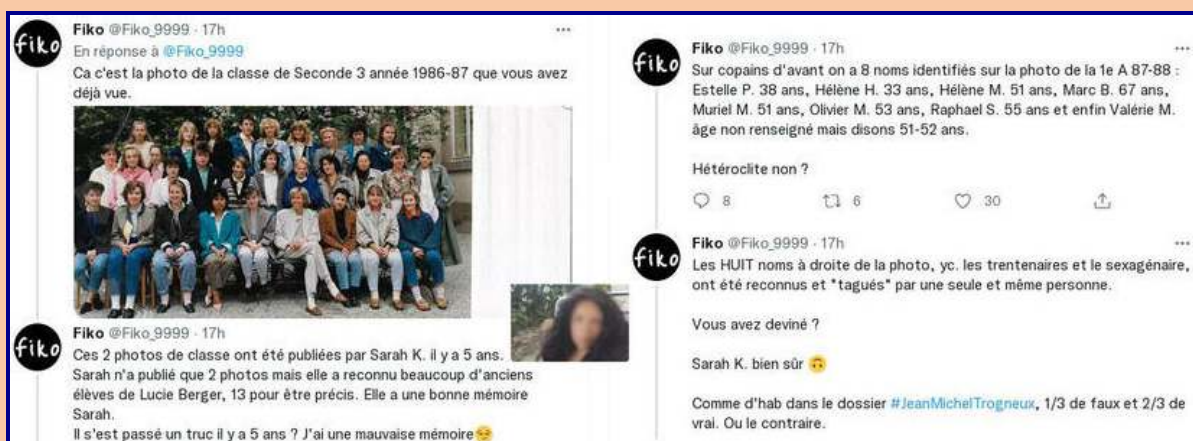 fiko
Fiko @Fiko_9999 · 17h
En réponse à @Fiko_9999
Ca c'est la photo de la classe de Seconde 3 année 1986-87 que vous avez
déjà vue.
fiko
Fiko @Fiko_9999 · 17h
Ces 2 photos de classe ont été publiées par Sarah K. il y a 5 ans.
Sarah n'a publié que 2 photos mais elle a reconnu beaucoup d'anciens
élèves de Lucie Berger, 13 pour être précis. Elle a une bonne mémoire
Sarah.
Il s'est passé un truc il y a 5 ans ? J'ai une mauvaise mémoire
fiko
Fiko @Fiko_9999 · 17h
Sur copains d'avant on a 8 noms identifiés sur la photo de la 1e A 87-88 :
Estelle P. 38 ans, Hélène H. 33 ans, Hélène M. 51 ans, Marc B. 67 ans,
Muriel M. 51 ans, Olivier M. 53 ans, Raphael S. 55 ans et enfin Valérie M.
âge non renseigné mais disons 51-52 ans.
Hétéroclite non ?
8 6 30
fiko
Fiko @Fiko_9999 · 17h
Les HUIT noms à droite de la photo, yc. les trentenaires et le sexagénaire,
ont été reconnus et "tagués" par une seule et même personne.
Vous avez deviné ?
Sarah K. bien sûr 🙃
Comme d'hab dans le dossier #JeanMichelTrogneux, 1/3 de faux et 2/3 de
vrai. Ou le contraire.